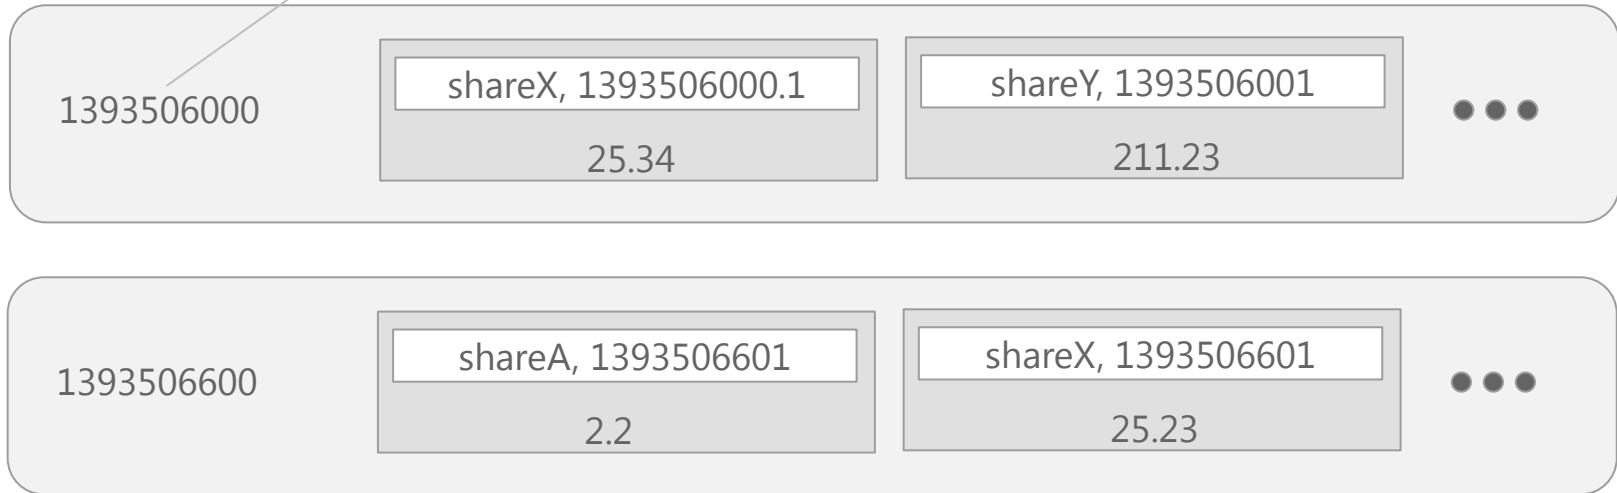 1393506000
shareX, 1393506000.1
25.34
shareY, 1393506001
211.23
1393506600
shareA, 1393506601
2.2
shareX, 1393506601
25.23